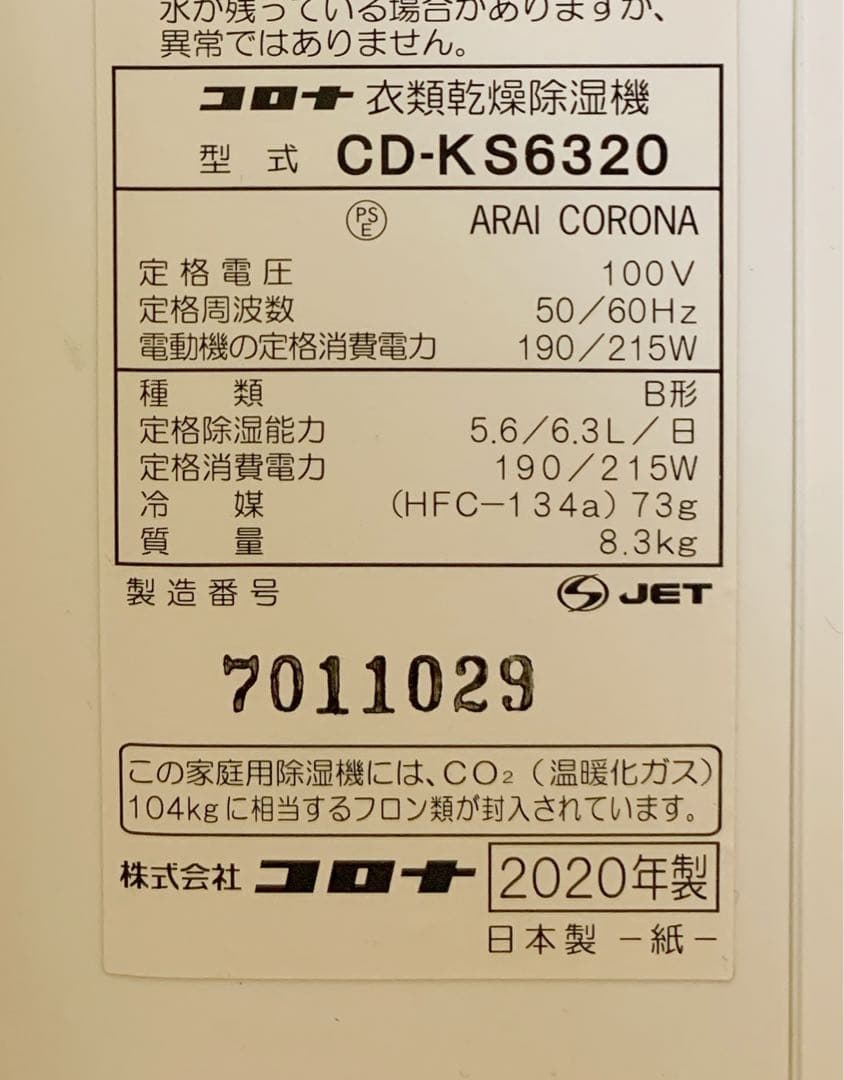 水が残っている場合がありますが、
異常ではありません。
コロナ 衣類乾燥除湿機
型式 CD-KS6320
PS E ARAI CORONA
定格電圧 100V
定格周波数 50/60Hz
電動機の定格消費電力 190/215W
種類 B形
定格除湿能力 5.6/6.3L/日
定格消費電力 190/215W
冷媒 (HFC-134a) 73g
質量 8.3kg
製造番号 JET
7011029
この家庭用除湿機には、CO₂(温暖化ガス)
104kgに相当するフロン類が封入されています。
株式会社 コロナ 2020年製
日本製 -紙-